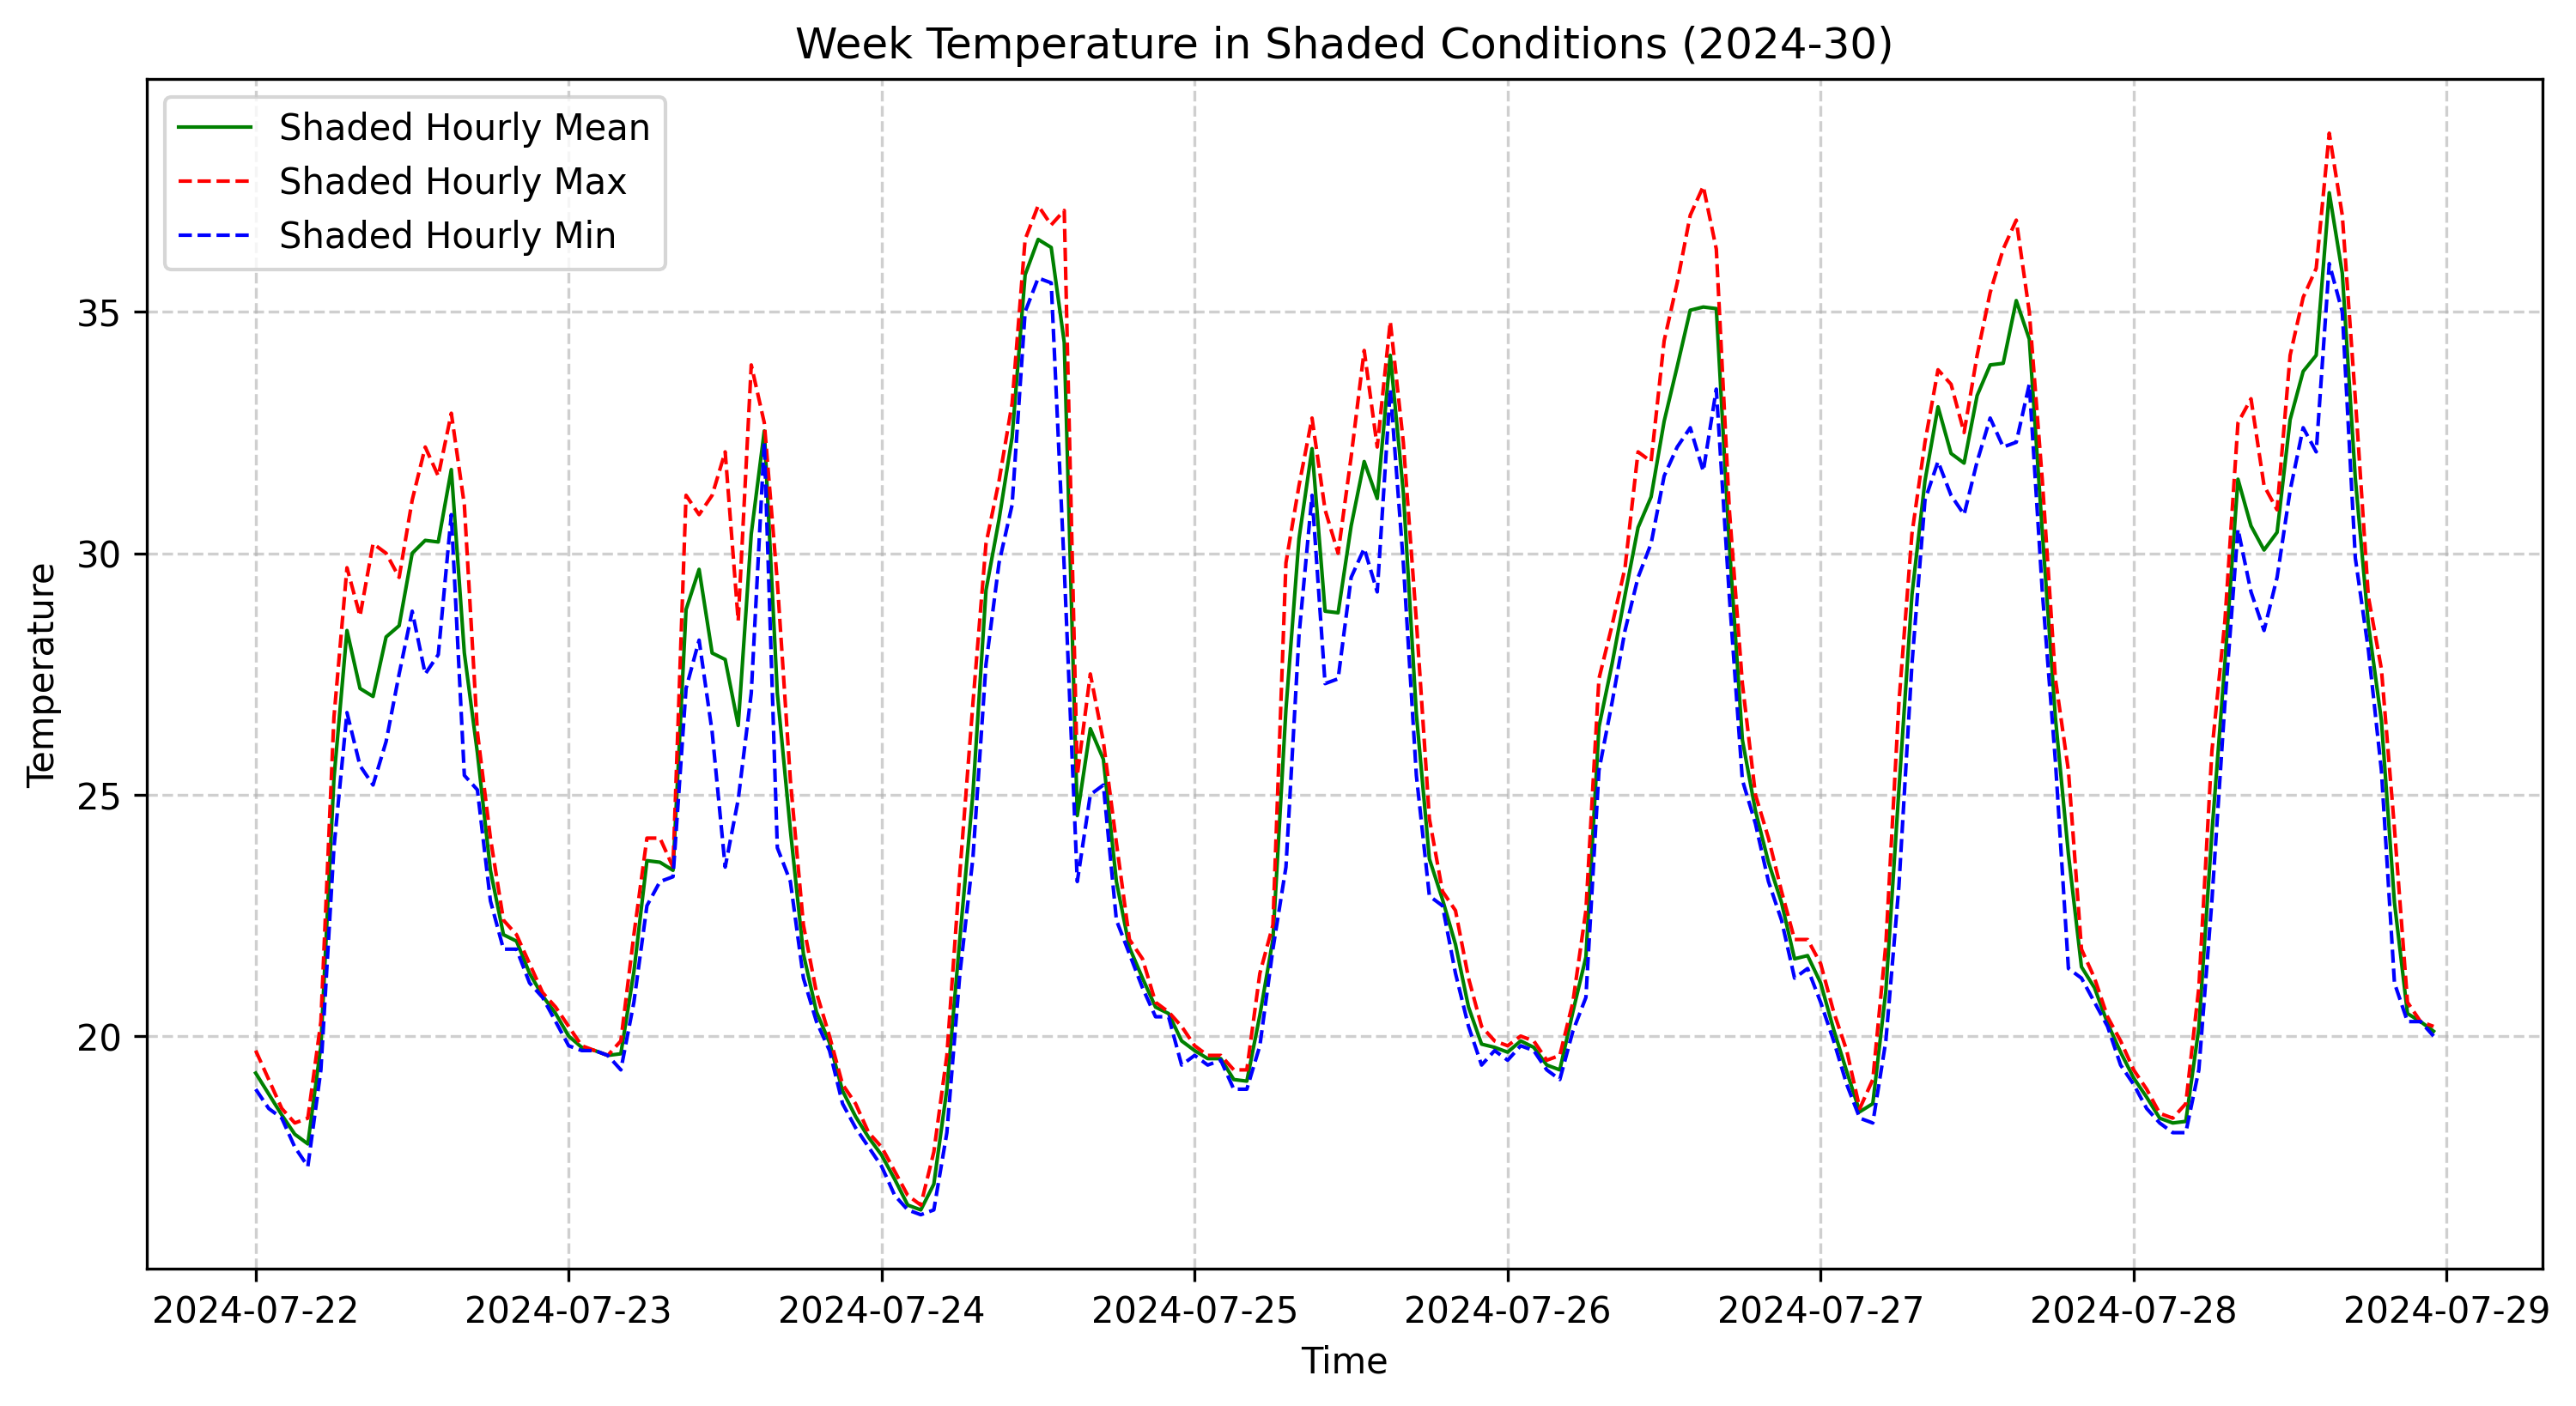 Week Temperature in Shaded Conditions (2024-30)
Shaded Hourly Mean
Shaded Hourly Max
Shaded Hourly Min
Temperature
35
30
25
20
2024-07-22 2024-07-23 2024-07-24 2024-07-25 2024-07-26 2024-07-27 2024-07-28 2024-07-29
Time